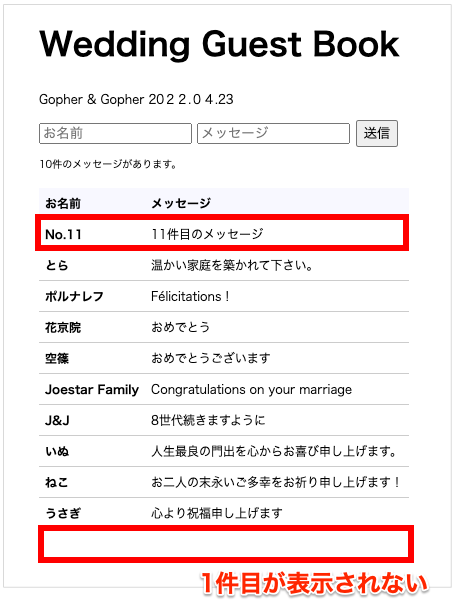 Wedding Guest Book
Gopher & Gopher 2022.04.23
お名前 メッセージ 送信
10件のメッセージがあります。
お名前 メッセージ
No.11 11件目のメッセージ
とら 温かい家庭を築かれて下さい。
ポルナレフ Félicitations !
花京院 おめでとう
空篠 おめでとうございます
Joestar Family Congratulations on your marriage
J&J 8世代続きますように
いぬ 人生最良の門出を心からお喜び申し上げます。
ねこ お二人の末永いご多幸をお祈り申し上げます!
うさぎ 心より祝福申し上げます
1件目が表示されない